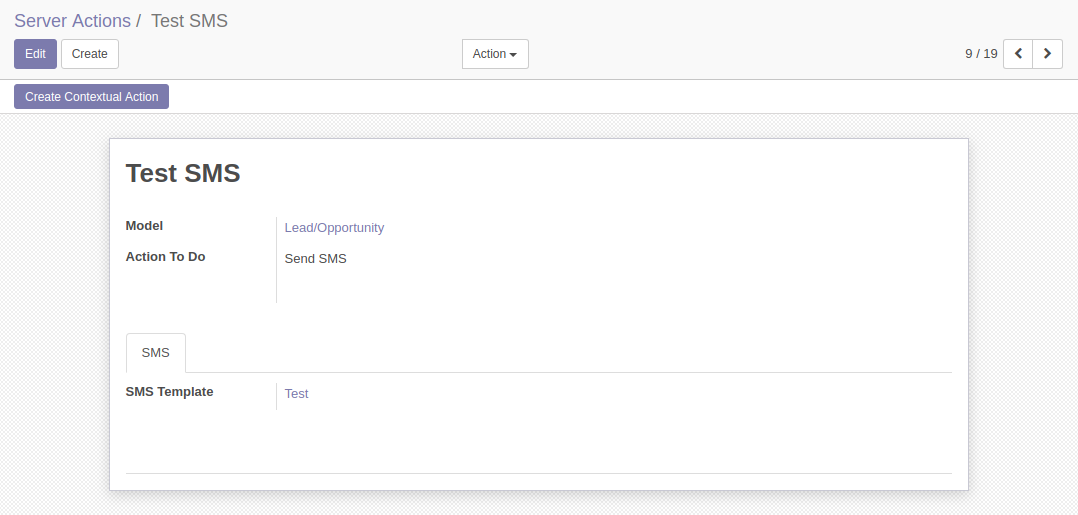 Server Actions / Test SMS
Edit Create Action 9 / 19
Create Contextual Action
Test SMS
Model Lead/Opportunity
Action To Do Send SMS
SMS
SMS Template Test